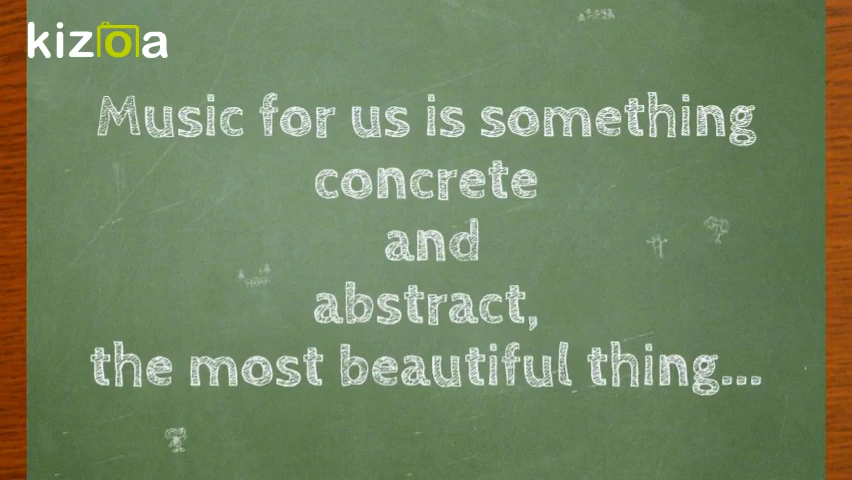 kizoa
Music for us is something
concrete
and
abstract,
the most beautiful thing...